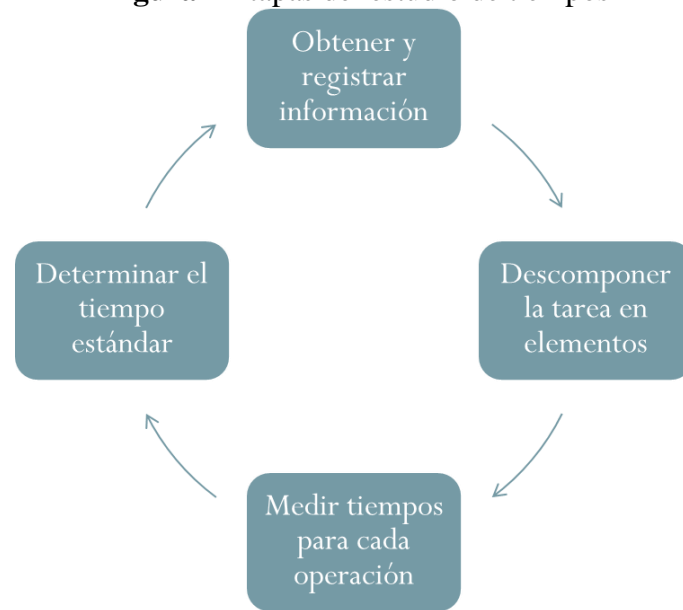 Obtener y
registrar
información
Descomponer
la tarea en
elementos
Medir tiempos
para cada
operación
Determinar el
tiempo
estándar